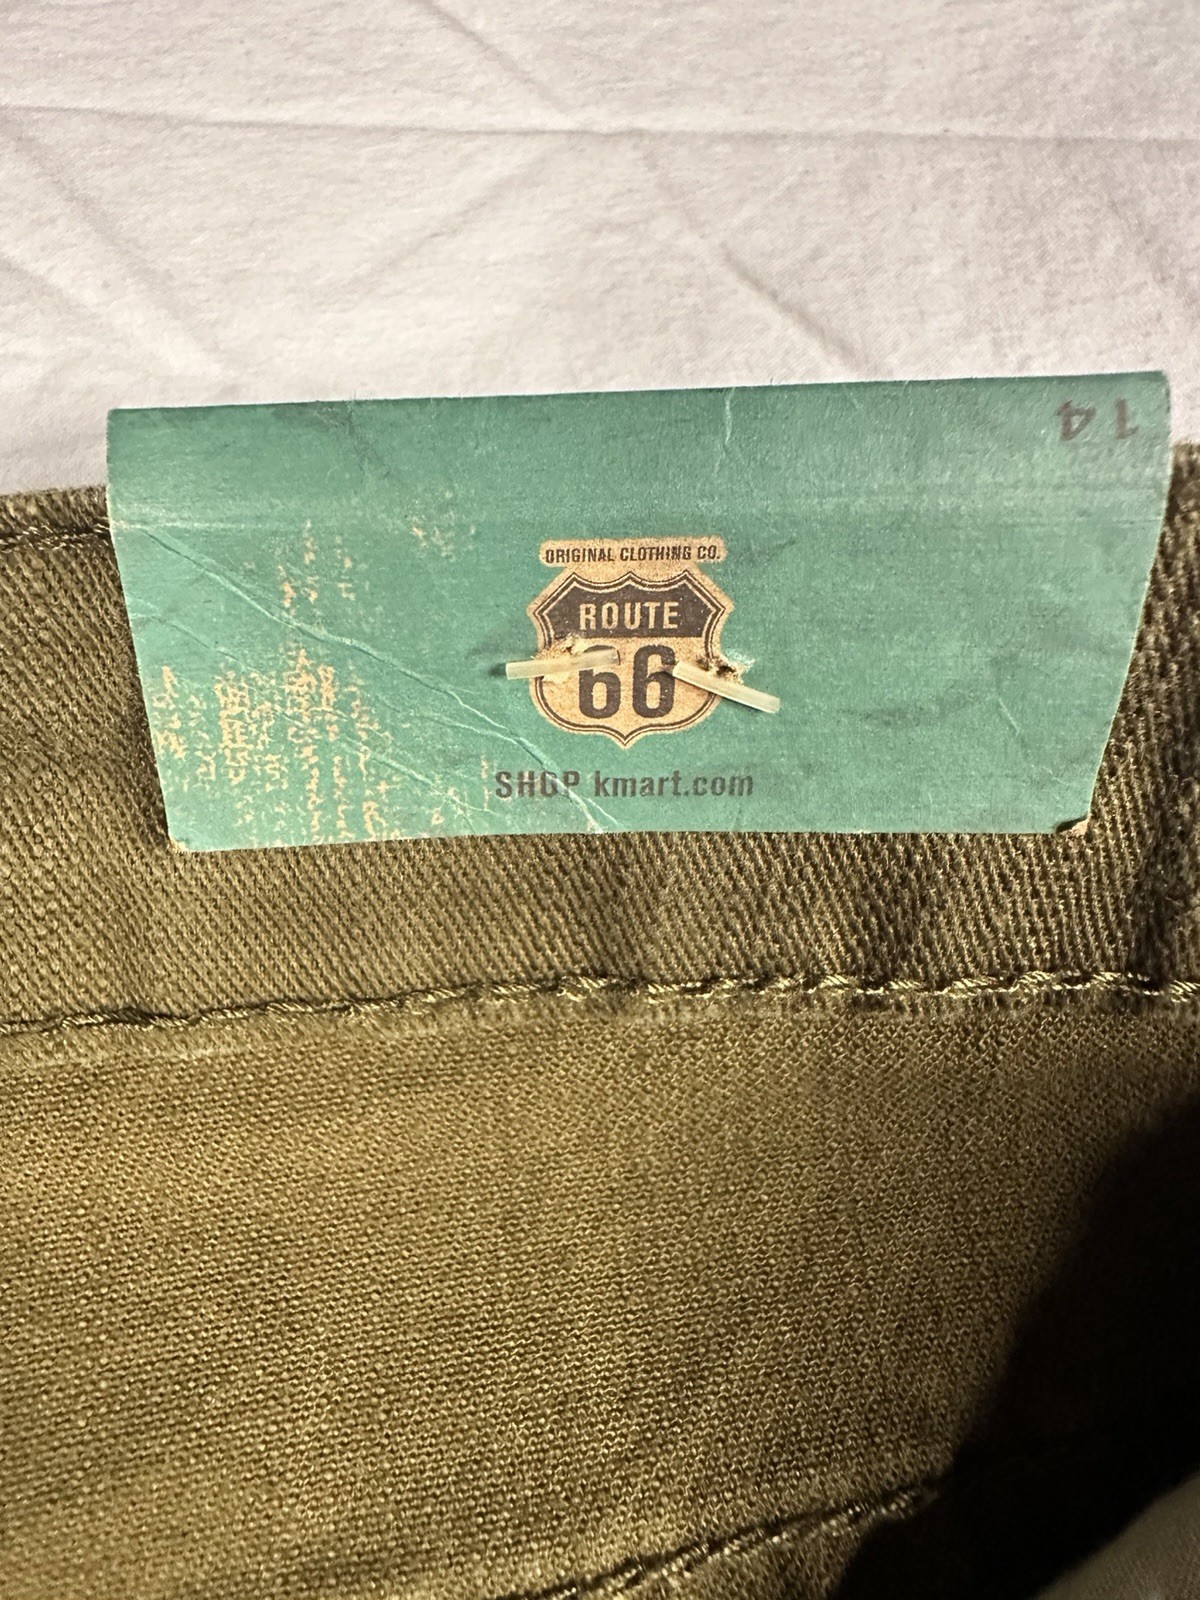 14
ORIGINAL CLOTHING CO.
ROUTE
66
SHOP kmart.com